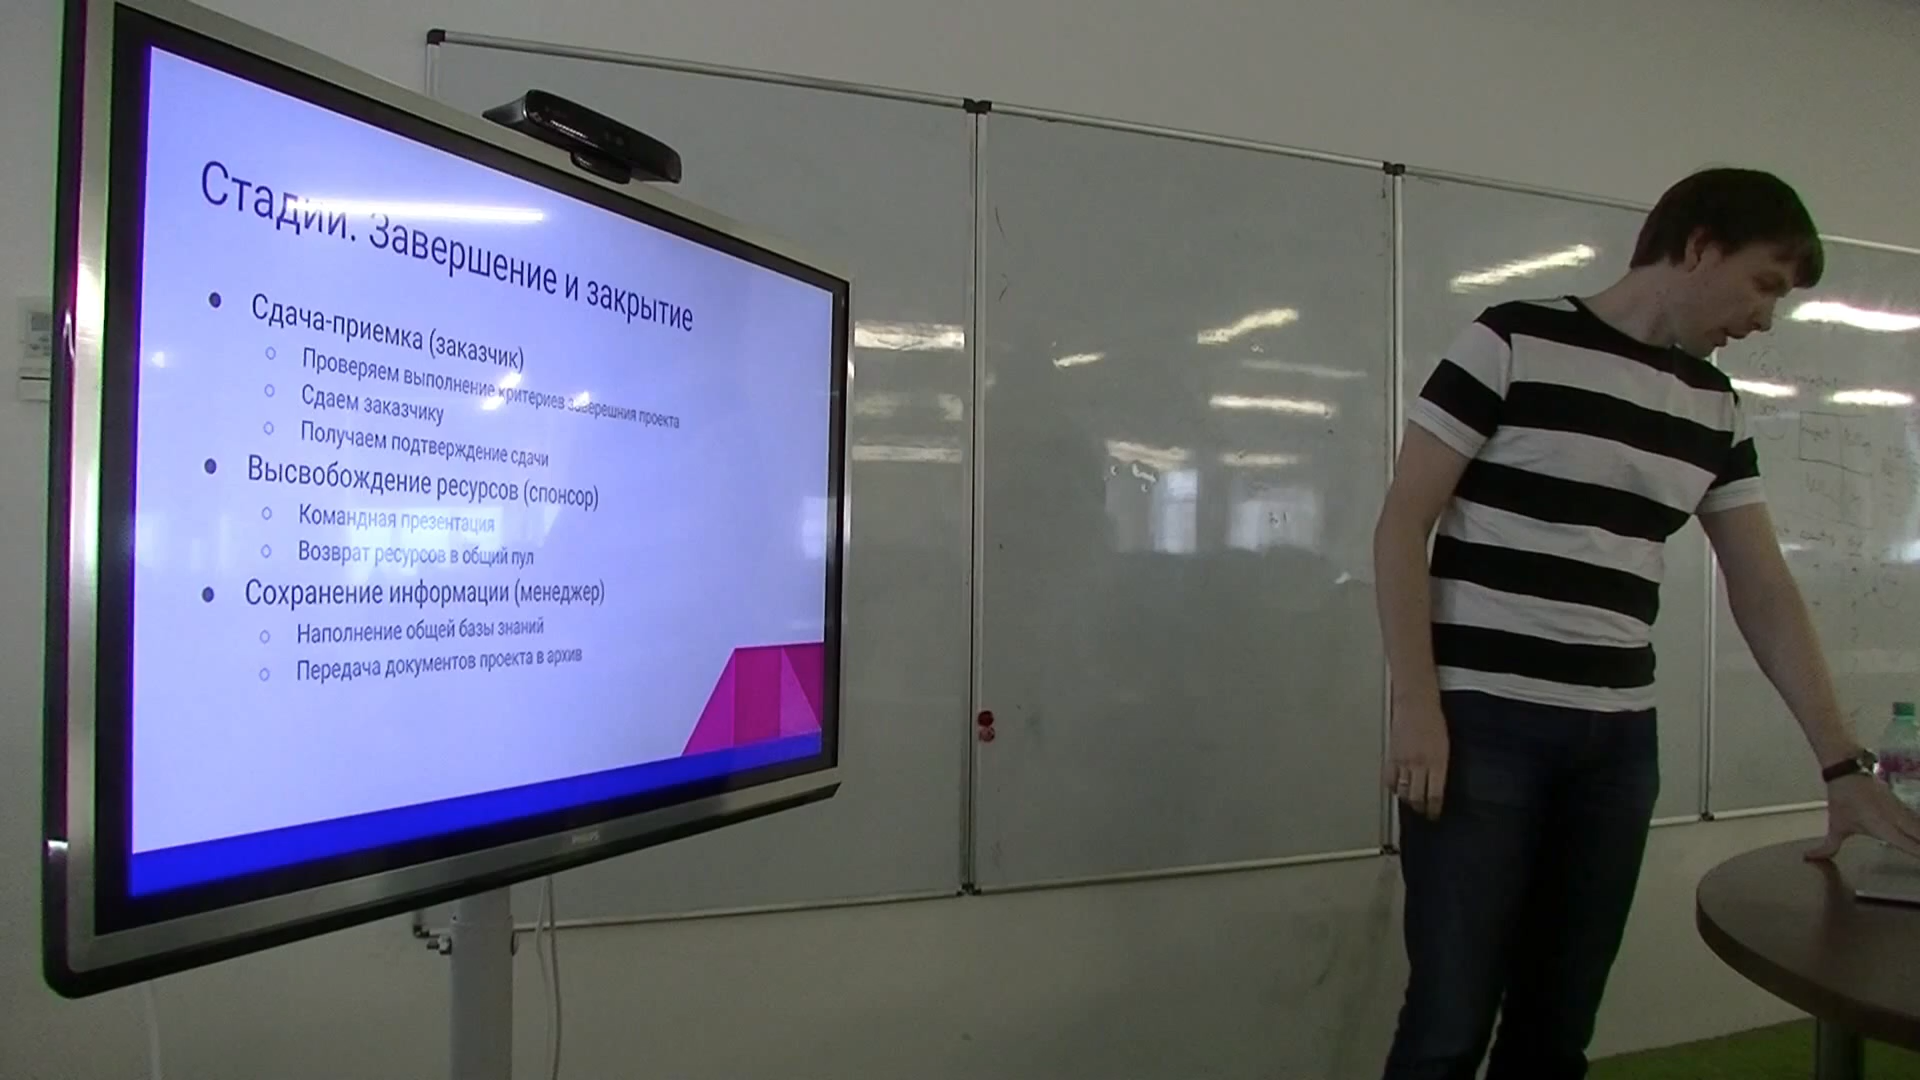 Стадии. Завершение и закрытие
Сдача-приемка (заказчик)
Проверяем выполнение критериев заверешния проекта
Сдаем заказчику
Получаем подтверждение сдачи
Высвобождение ресурсов (спонсор)
Командная презентация
Возврат ресурсов в общий пул
Сохранение информации (менеджер)
Наполнение общей базы знаний
Передача документов проекта в архив
PHILIPS